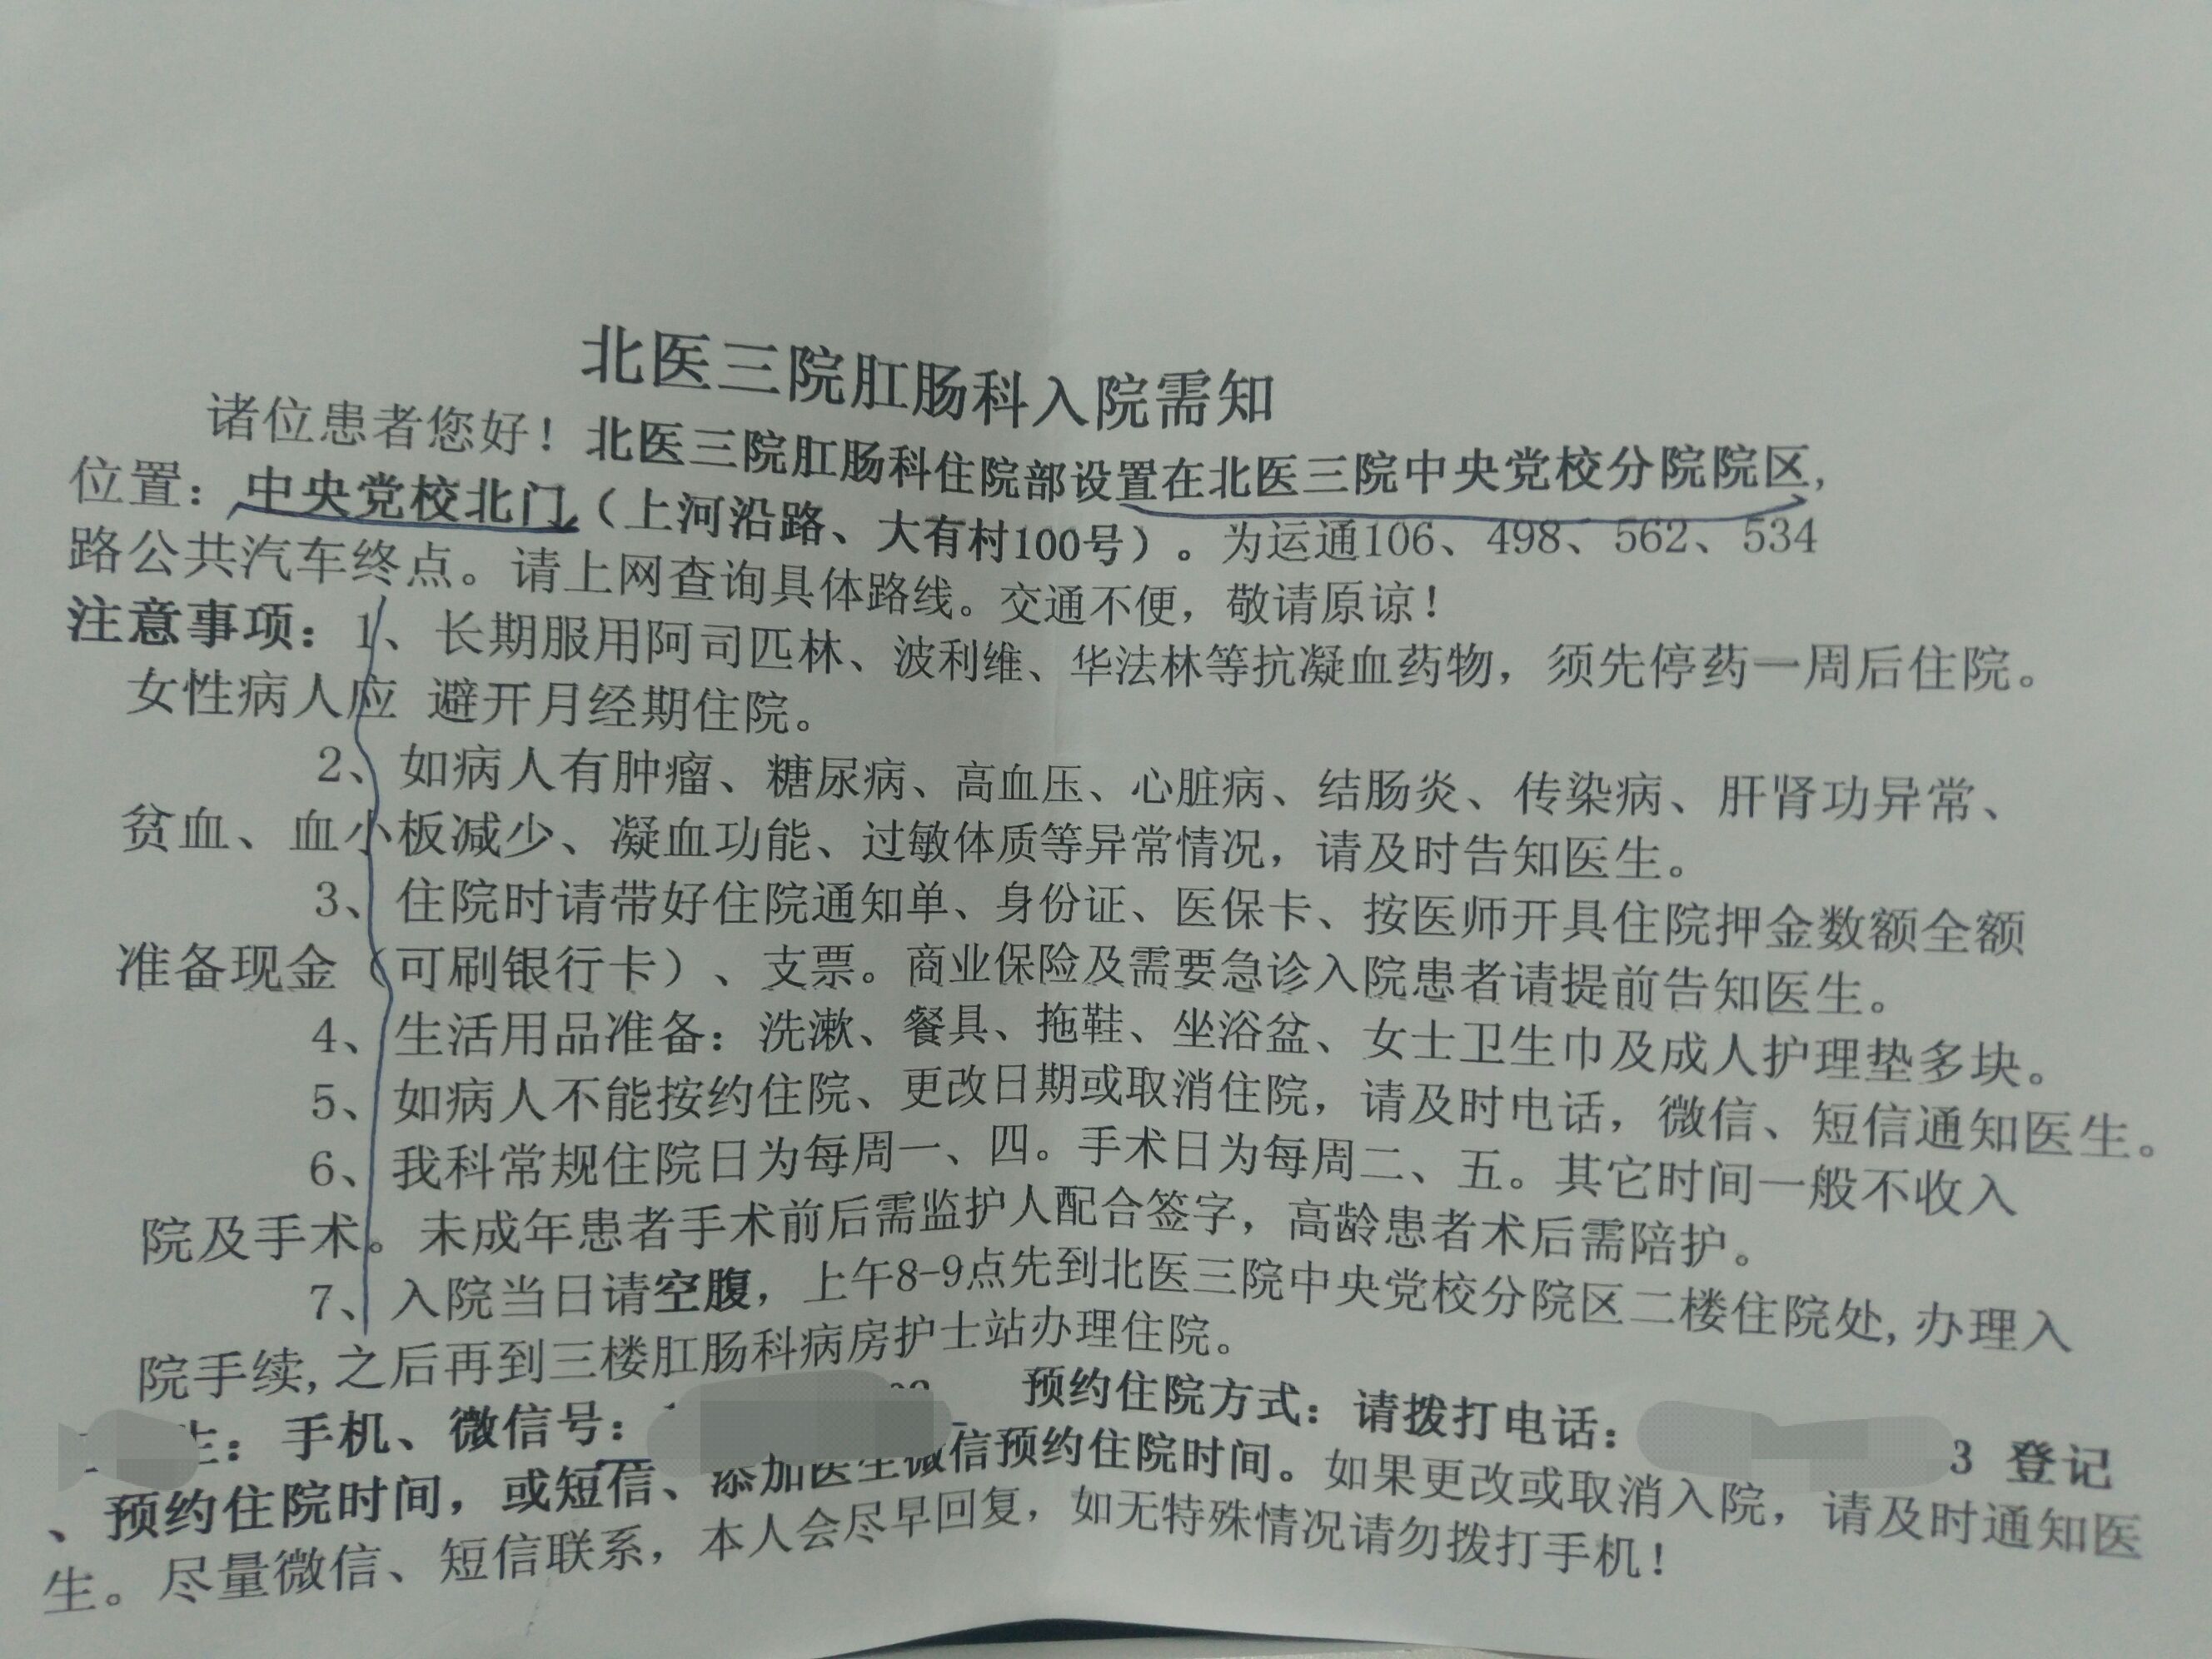 北医三院肛肠科入院需知
诸位患者您好！北医三院肛肠科住院部设置在北医三院中央党校分院院区，
位置：中央党校北门（上河沿路、大有村100号）。为运通106、498、562、534
路公共汽车终点。请上网查询具体路线。交通不便，敬请原谅！
注意事项：1、长期服用阿司匹林、波利维、华法林等抗凝血药物，须先停药一周后住院。
女性病人应 避开月经期住院。
2、如病人有肿瘤、糖尿病、高血压、心脏病、结肠炎、传染病、肝肾功异常、
贫血、血小板减少、凝血功能、过敏体质等异常情况，请及时告知医生。
3、住院时请带好住院通知单、身份证、医保卡、按医师开具住院押金数额全额
准备现金（可刷银行卡）、支票。商业保险及需要急诊入院患者请提前告知医生。
4、生活用品准备：洗漱、餐具、拖鞋、坐浴盆、女士卫生巾及成人护理垫多块。
5、如病人不能按约住院、更改日期或取消住院，请及时电话，微信、短信通知医生。
6、我科常规住院日为每周一、四。手术日为每周二、五。其它时间一般不收入
院及手术。未成年患者手术前后需监护人配合签字，高龄患者术后需陪护。
7、入院当日请空腹，上午8-9点先到北医三院中央党校分院区二楼住院处,办理入
院手续,之后再到三楼肛肠科病房护士站办理住院。
生：手机、微信号： 预约住院方式：请拨打电话： 3 登记
、预约住院时间，或短信、添加医生微信预约住院时间。如果更改或取消入院，请及时通知医
生。尽量微信、短信联系，本人会尽早回复，如无特殊情况请勿拨打手机！